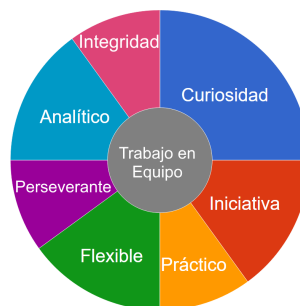 Integridad
Curiosidad
Analítico
Trabajo en
Equipo
Perseverante
Iniciativa
Flexible
Práctico